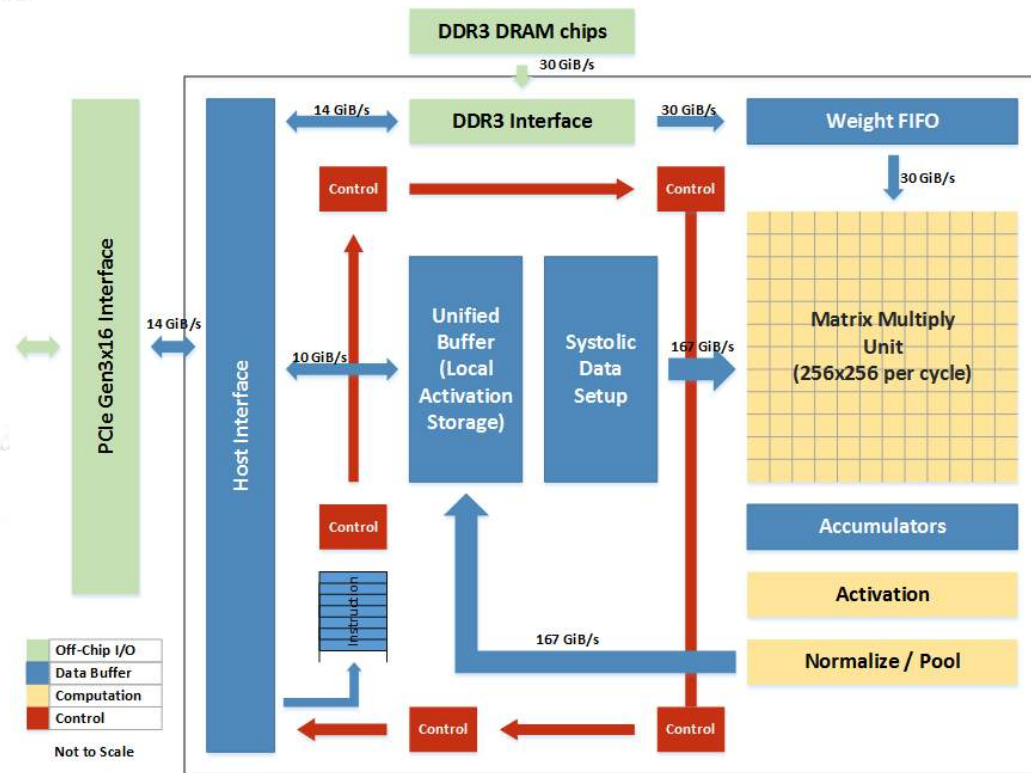 DDR3 DRAM chips
30 GiB/s
14 GiB/s
DDR3 Interface
30 GiB/s
Weight FIFO
30 GiB/s
Control
Control
PCIe Gen3x16 Interface
14 GiB/s
Host Interface
10 GiB/s
Unified
Buffer
(Local
Activation
Storage)
Systolic
Data
Setup
167 GiB/s
Matrix Multiply
Unit
(256x256 per cycle)
Control
Accumulators
Instruction
Activation
167 GiB/s
Normalize / Pool
Off-Chip I/O
Data Buffer
Computation
Control
Not to Scale
Control
Control